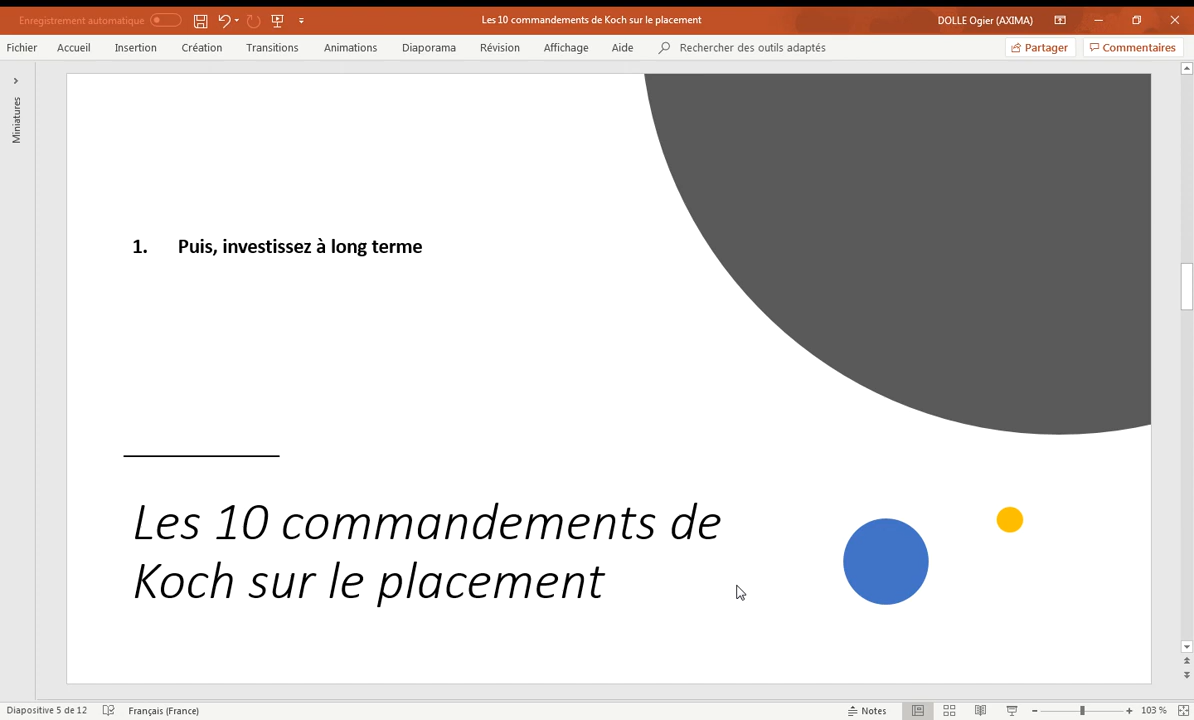 Enregistrement automatique
Les 10 commandements de Koch sur le placement
DOLLE Ogier (AXIMA)
Fichier Accueil Insertion Création Transitions Animations Diaporama Révision Affichage Aide Rechercher des outils adaptés Partager Commentaires
Miniatures
1. Puis, investissez à long terme
Les 10 commandements de
Koch sur le placement
Diapositive 5 de 12 Français (France) Notes 103 %